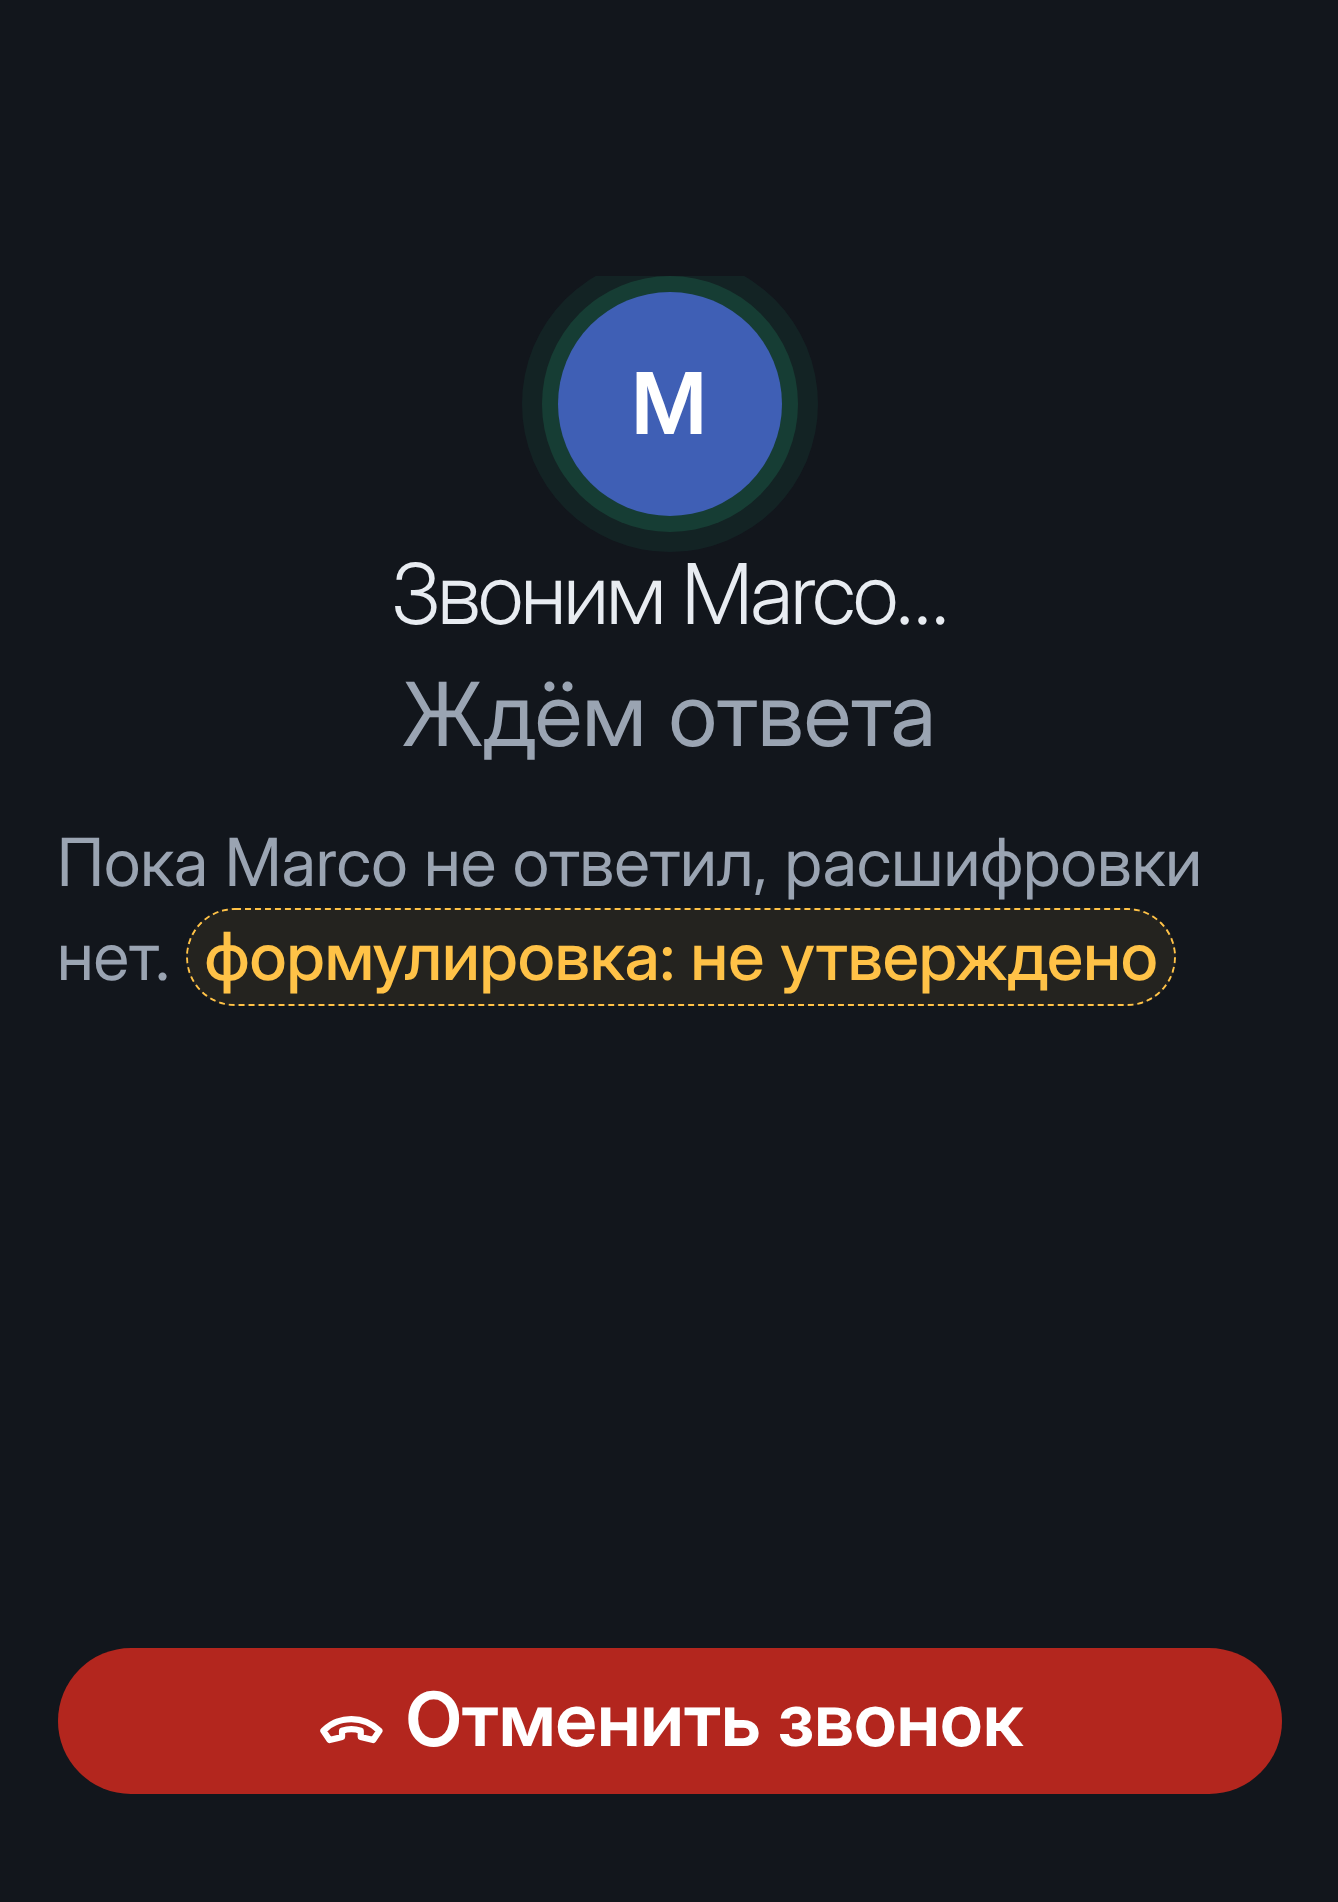 М
Звоним Marco...
Ждём ответа
Пока Marco не ответил, расшифровки
нет. формулировка: не утверждено
Отменить звонок